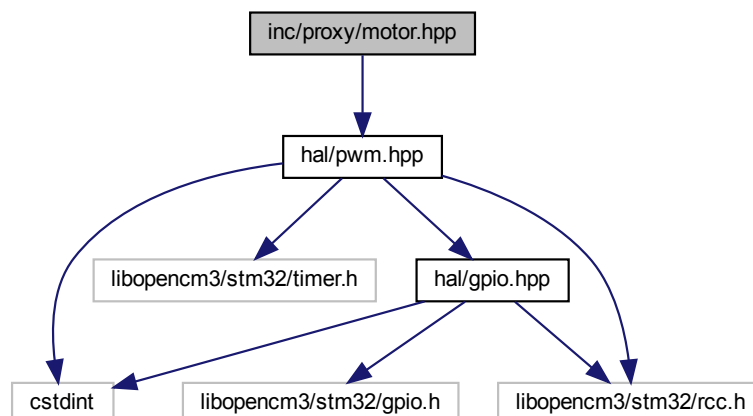 inc/proxy/motor.hpp
hal/pwm.hpp
libopencm3/stm32/timer.h
hal/gpio.hpp
cstdint
libopencm3/stm32/gpio.h
libopencm3/stm32/rcc.h